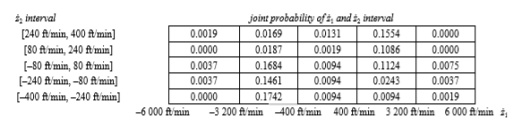 ż₂ interval joint probability of ż₁ and ż₂ interval
[240 ft/min, 400 ft/min] 0.0019 0.0169 0.0131 0.1554 0.0000
[80 ft/min, 240 ft/min] 0.0000 0.0187 0.0019 0.1086 0.0000
[–80 ft/min, 80 ft/min] 0.0037 0.1684 0.0094 0.1124 0.0075
[–240 ft/min, –80 ft/min] 0.0037 0.1461 0.0094 0.0243 0.0037
[–400 ft/min, –240 ft/min] 0.0000 0.1742 0.0094 0.0094 0.0019
–6 000 ft/min –3 200 ft/min –400 ft/min 400 ft/min 3 200 ft/min 6 000 ft/min ż₁